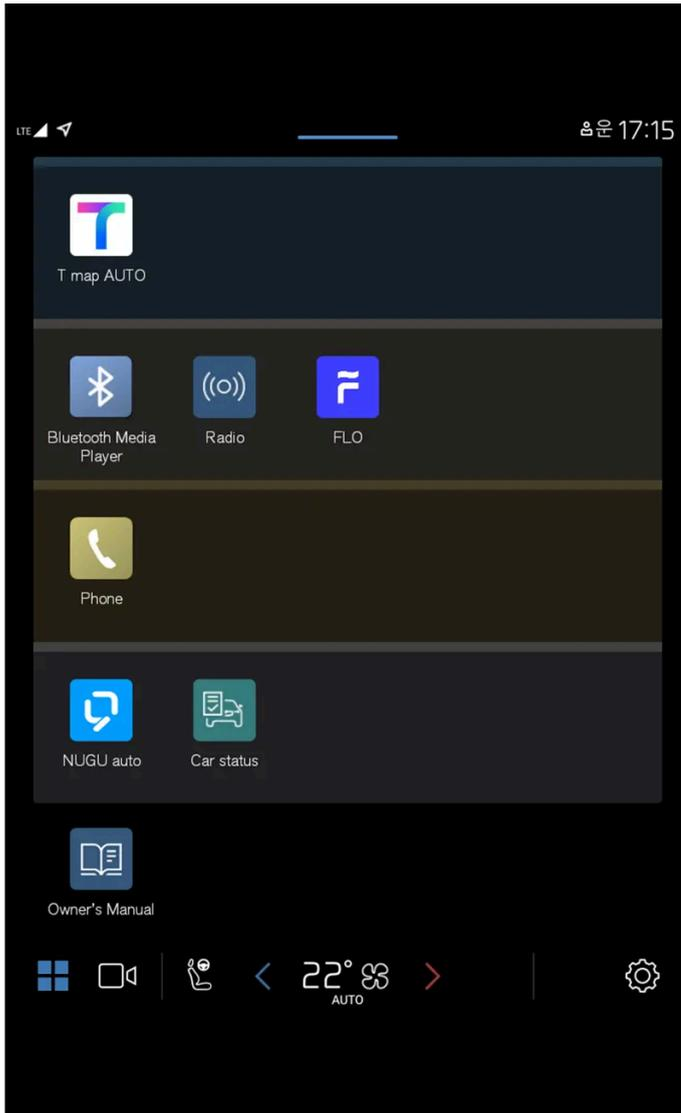 LTE
운 17:15
T map AUTO
Bluetooth Media
Player
Radio
FLO
Phone
NUGU auto
Car status
Owner's Manual
22°
AUTO